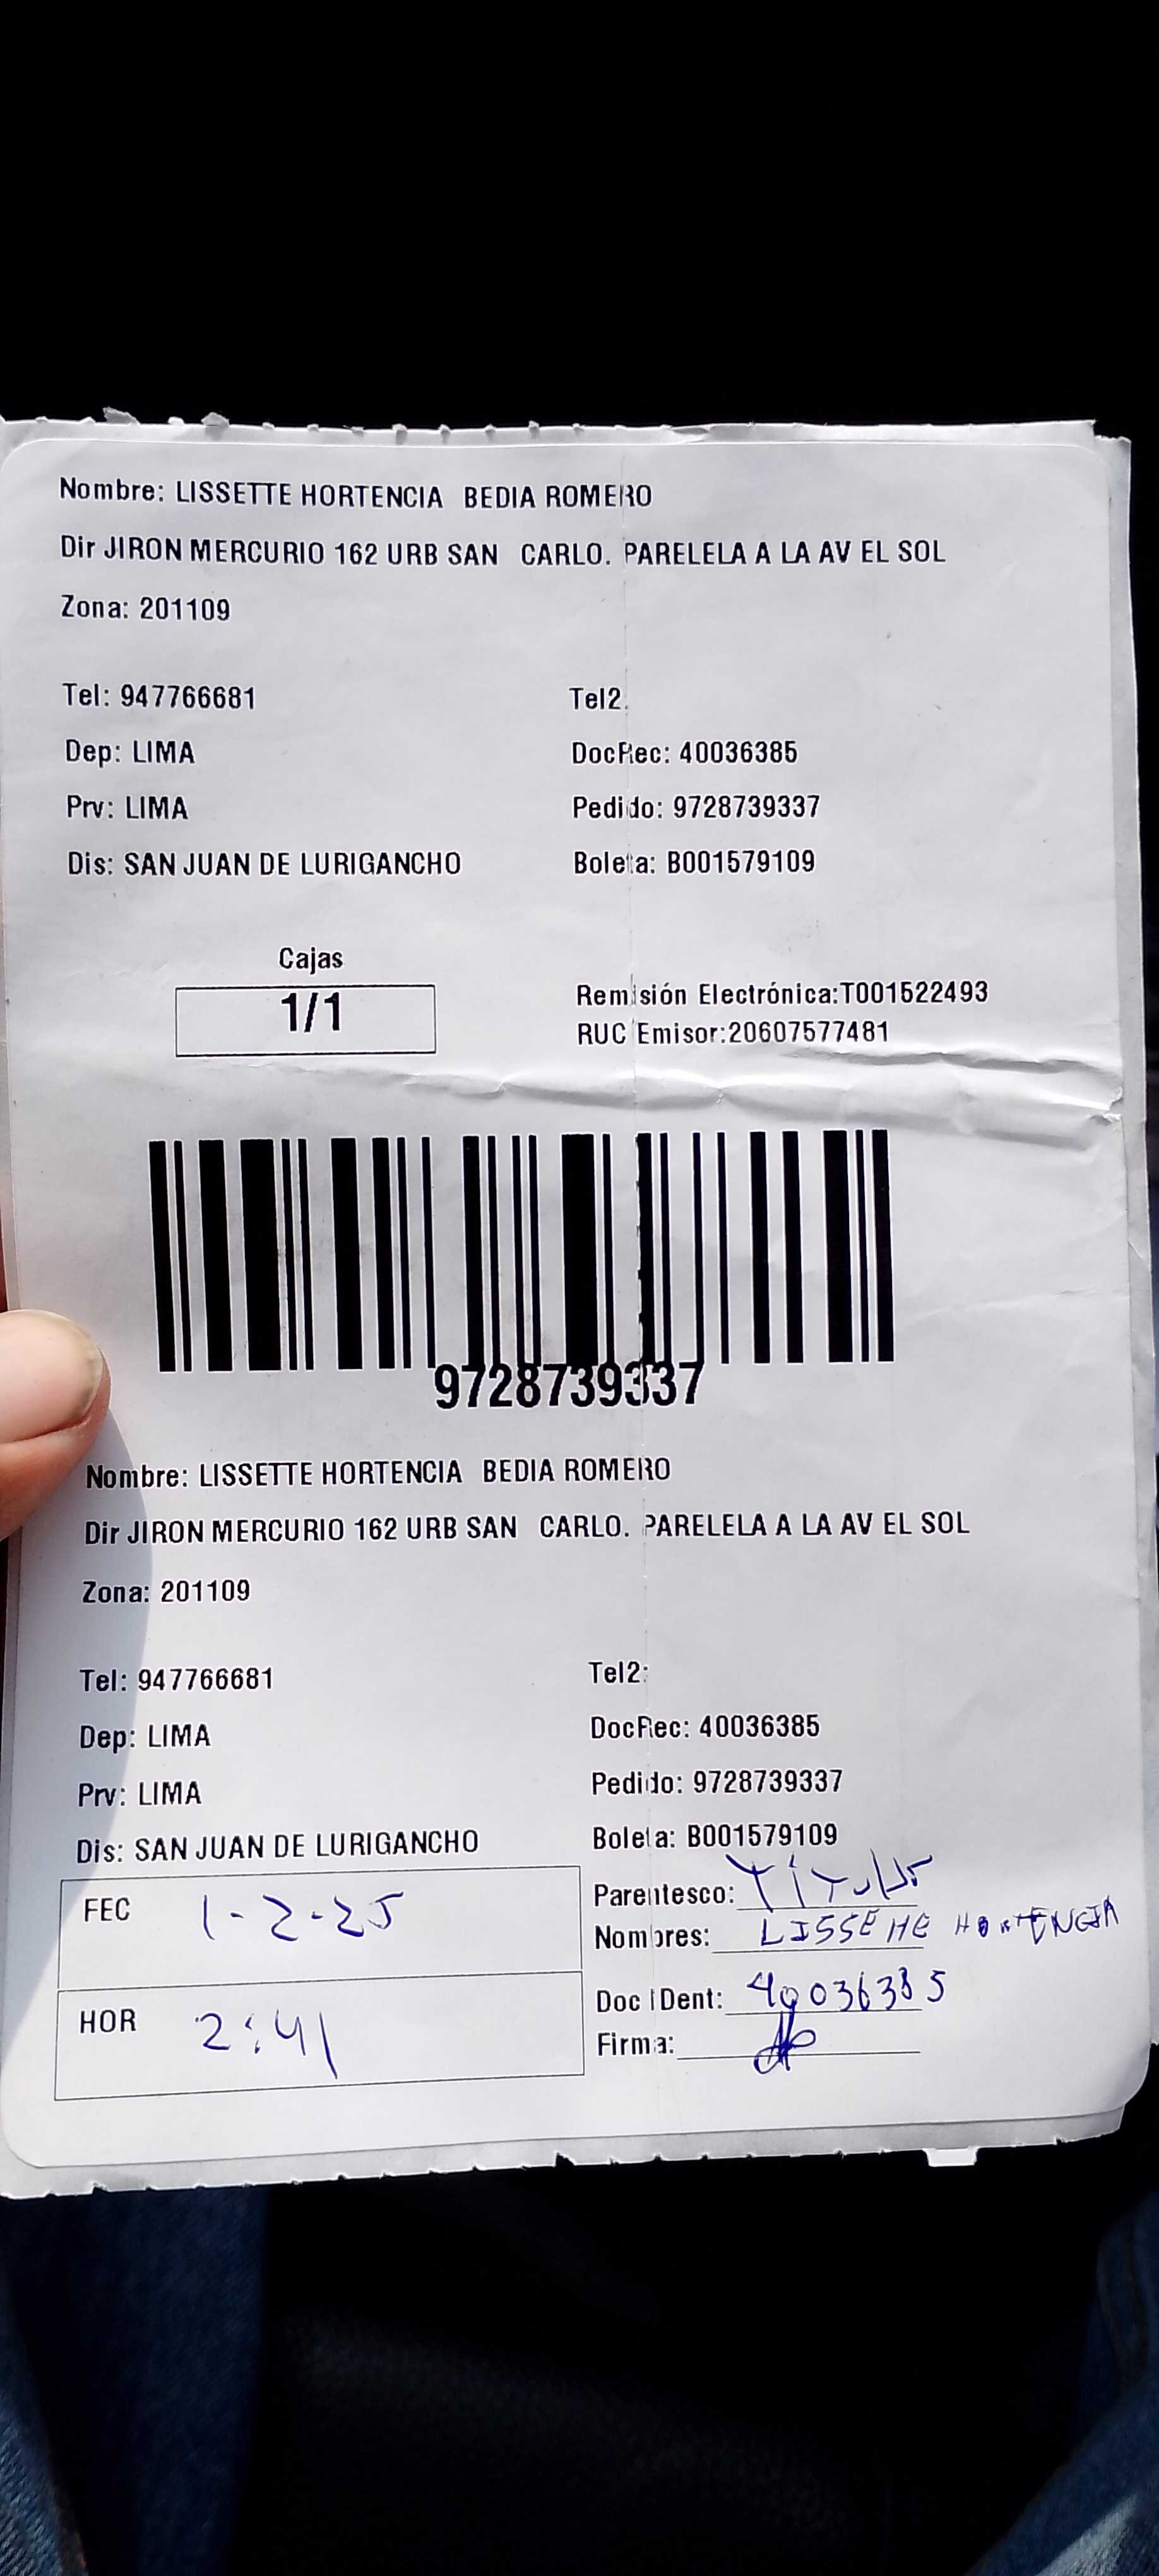 Nombre: LISSETTE HORTENCIA BEDIA ROMERO
Dir JIRON MERCURIO 162 URB SAN CARLO. PARELELA A LA AV EL SOL
Zona: 201109
Tel: 947766681 Tel2:
Dep: LIMA DocRec: 40036385
Prv: LIMA Pedido: 9728739337
Dis: SAN JUAN DE LURIGANCHO Boleta: B001579109
Cajas
1/1
Remisión Electrónica:T001522493
RUC Emisor:20607577481
9728739337
Nombre: LISSETTE HORTENCIA BEDIA ROMERO
Dir JIRON MERCURIO 162 URB SAN CARLO. PARELELA A LA AV EL SOL
Zona: 201109
Tel: 947766681 Tel2:
Dep: LIMA DocRec: 40036385
Prv: LIMA Pedido: 9728739337
Dis: SAN JUAN DE LURIGANCHO Boleta: B001579109
FEC 1-2-25
HOR 2:41
Parentesco: Titular
Nombres: LISSETTE HORTENCIA
Doc IDent: 40036385
Firma: